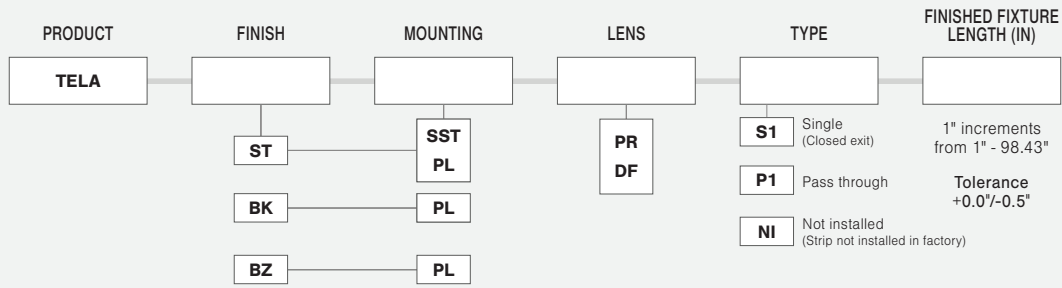 PRODUCT
FINISH
MOUNTING
LENS
TYPE
FINISHED FIXTURE
LENGTH (IN)
TELA
ST
SST
PL
BK
PL
BZ
PL
PR
DF
S1
Single
(Closed exit)
P1
Pass through
NI
Not installed
(Strip not installed in factory)
1" increments
from 1" - 98.43"
Tolerance
+0.0"/-0.5"